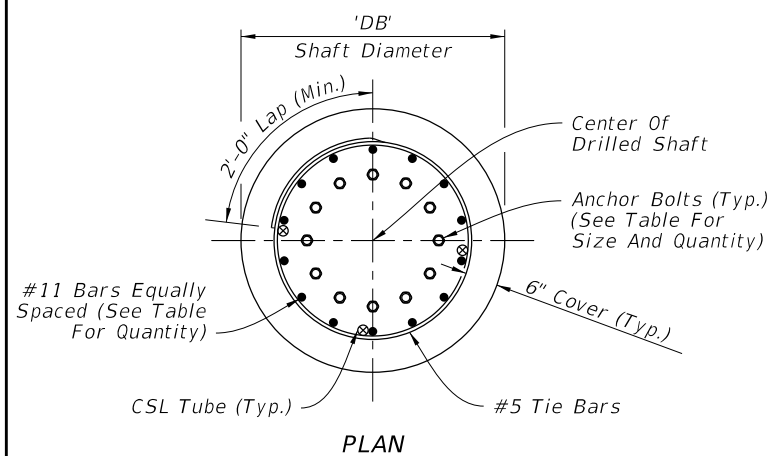 'DB'
Shaft Diameter
2'-0" Lap (Min.)
Center Of
Drilled Shaft
Anchor Bolts (Typ.)
(See Table For
Size And Quantity)
#11 Bars Equally
Spaced (See Table
For Quantity)
6" Cover (Typ.)
CSL Tube (Typ.)
#5 Tie Bars
PLAN